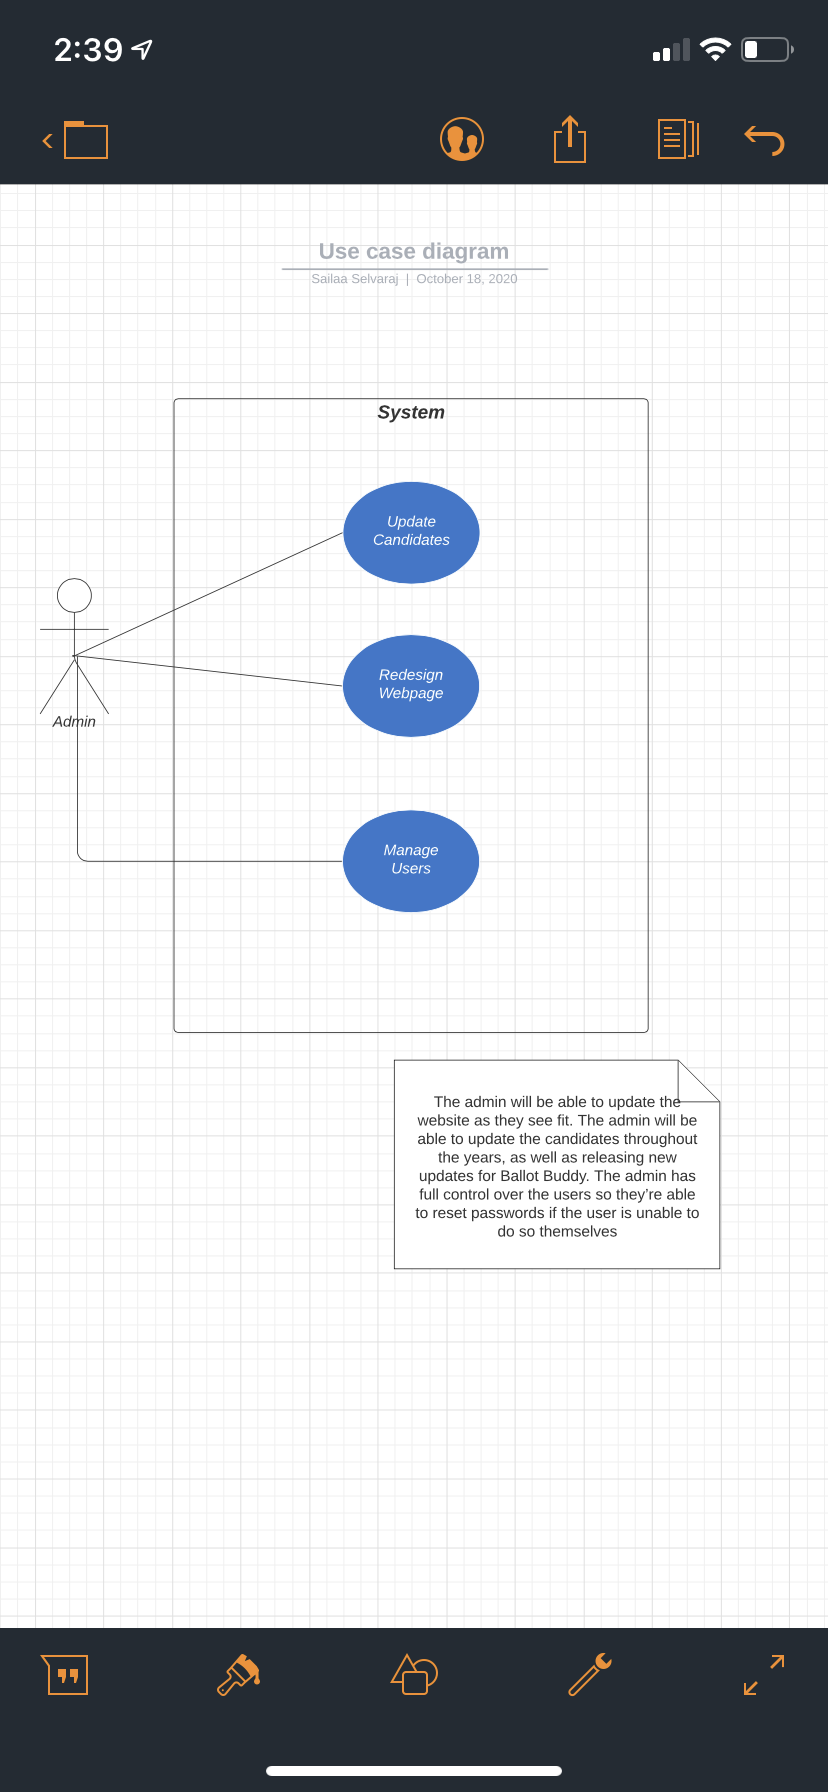 2:39
Use case diagram
Sailaa Selvaraj | October 18, 2020
System
Update
Candidates
Redesign
Webpage
Admin
Manage
Users
The admin will be able to update the
website as they see fit. The admin will be
able to update the candidates throughout
the years, as well as releasing new
updates for Ballot Buddy. The admin has
full control over the users so they're able
to reset passwords if the user is unable to
do so themselves